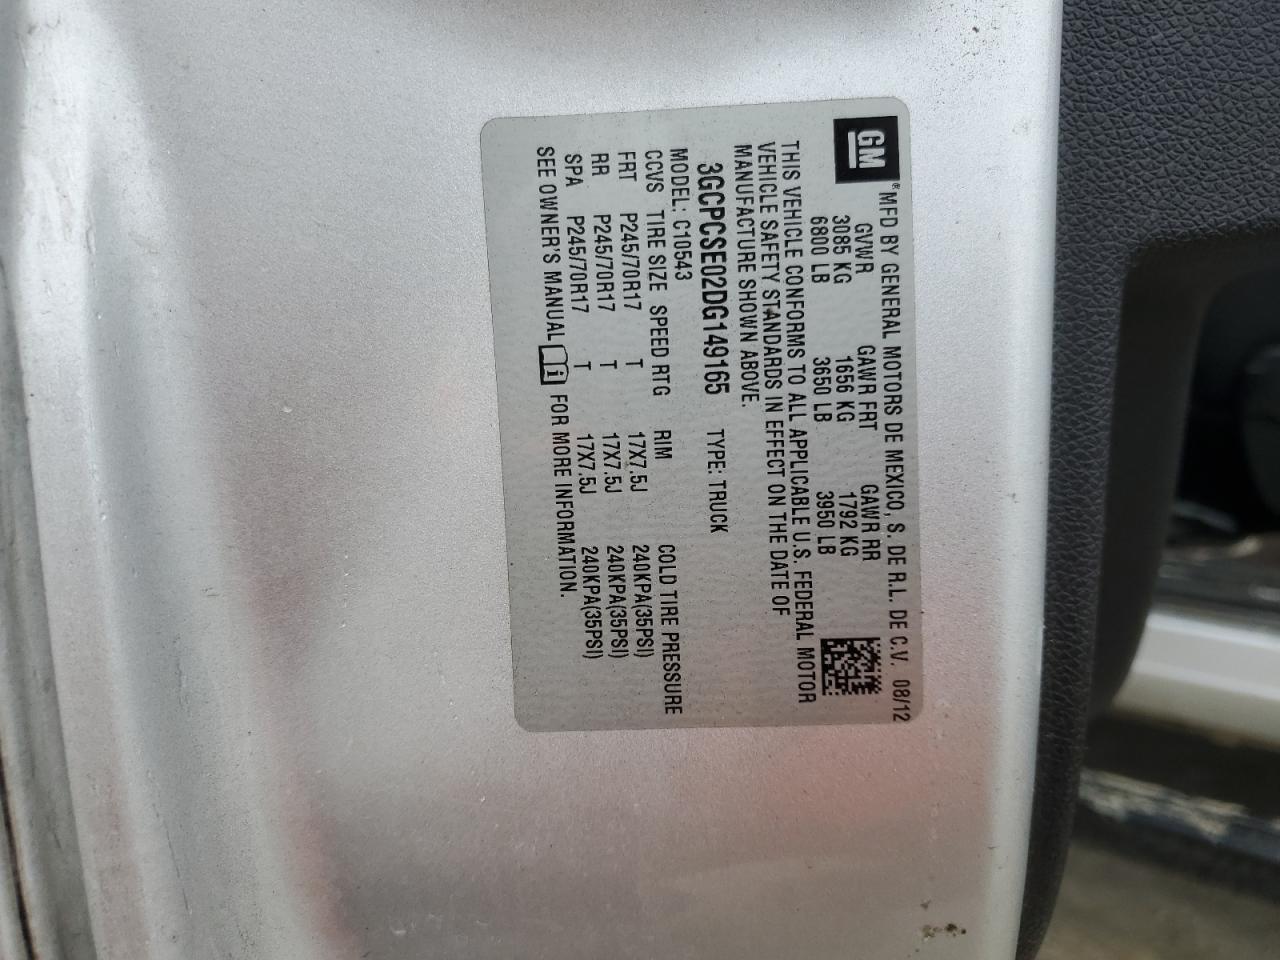 GM
® MFD BY GENERAL MOTORS DE MEXICO, S. DE R.L. DE C.V. 08/12
GVWR GAWR FRT GAWR RR
3085 KG 1656 KG 1792 KG
6800 LB 3650 LB 3950 LB
THIS VEHICLE CONFORMS TO ALL APPLICABLE U.S. FEDERAL MOTOR
VEHICLE SAFETY STANDARDS IN EFFECT ON THE DATE OF
MANUFACTURE SHOWN ABOVE.
3GCPCSE02DG149165 TYPE: TRUCK
MODEL: C10543
CCVS TIRE SIZE SPEED RTG RIM COLD TIRE PRESSURE
FRT P245/70R17 T 17X7.5J 240KPA(35PSI)
RR P245/70R17 T 17X7.5J 240KPA(35PSI)
SPA P245/70R17 T 17X7.5J 240KPA(35PSI)
SEE OWNER'S MANUAL i FOR MORE INFORMATION.